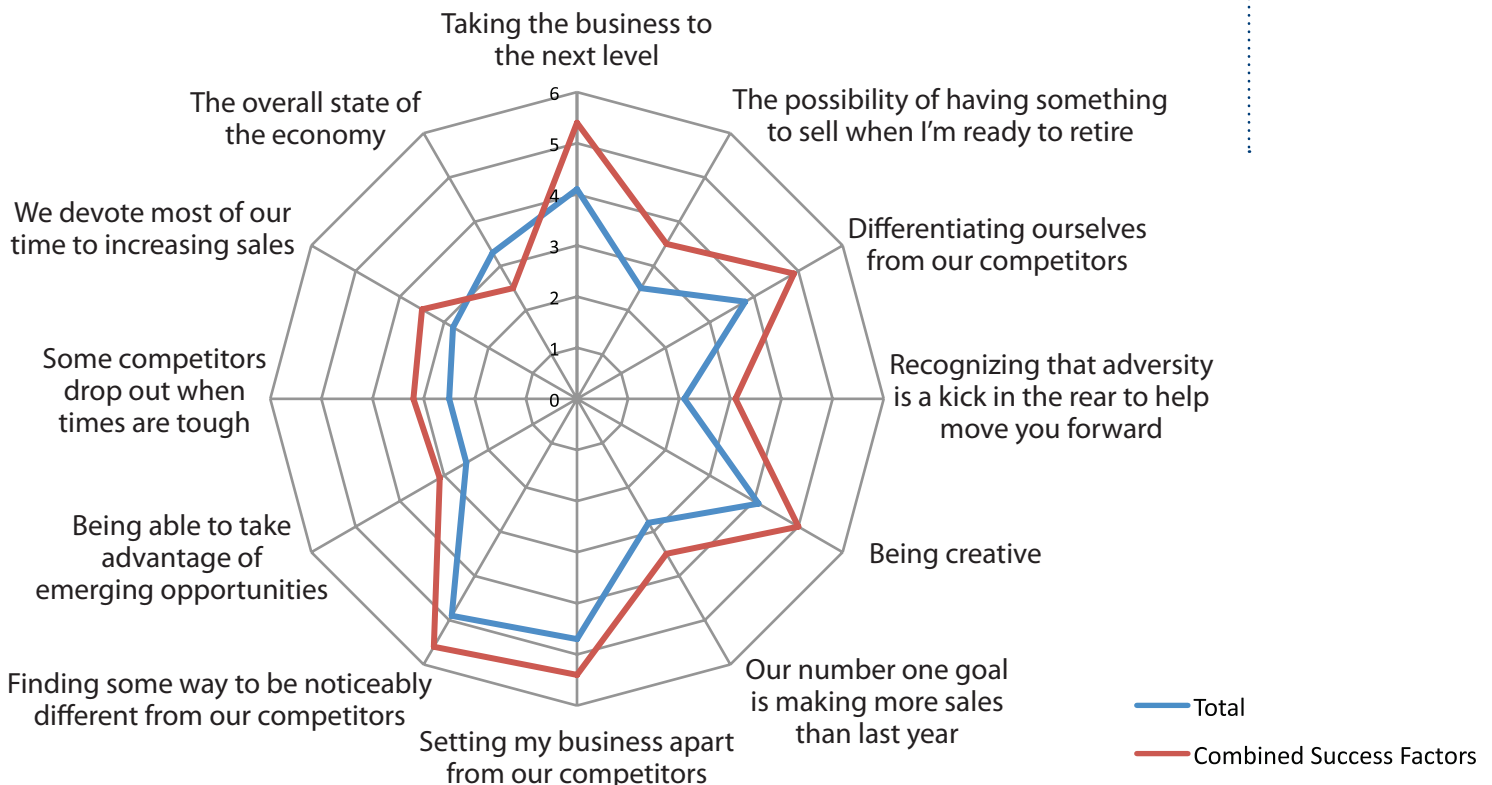 Taking the business to
the next level
The possibility of having something
to sell when I'm ready to retire
Differentiating ourselves
from our competitors
Recognizing that adversity
is a kick in the rear to help
move you forward
Being creative
Our number one goal
is making more sales
than last year
Setting my business apart
from our competitors
Finding some way to be noticeably
different from our competitors
Being able to take
advantage of
emerging opportunities
Some competitors
drop out when
times are tough
We devote most of our
time to increasing sales
The overall state of
the economy
6
5
4
3
2
1
0
Total
Combined Success Factors